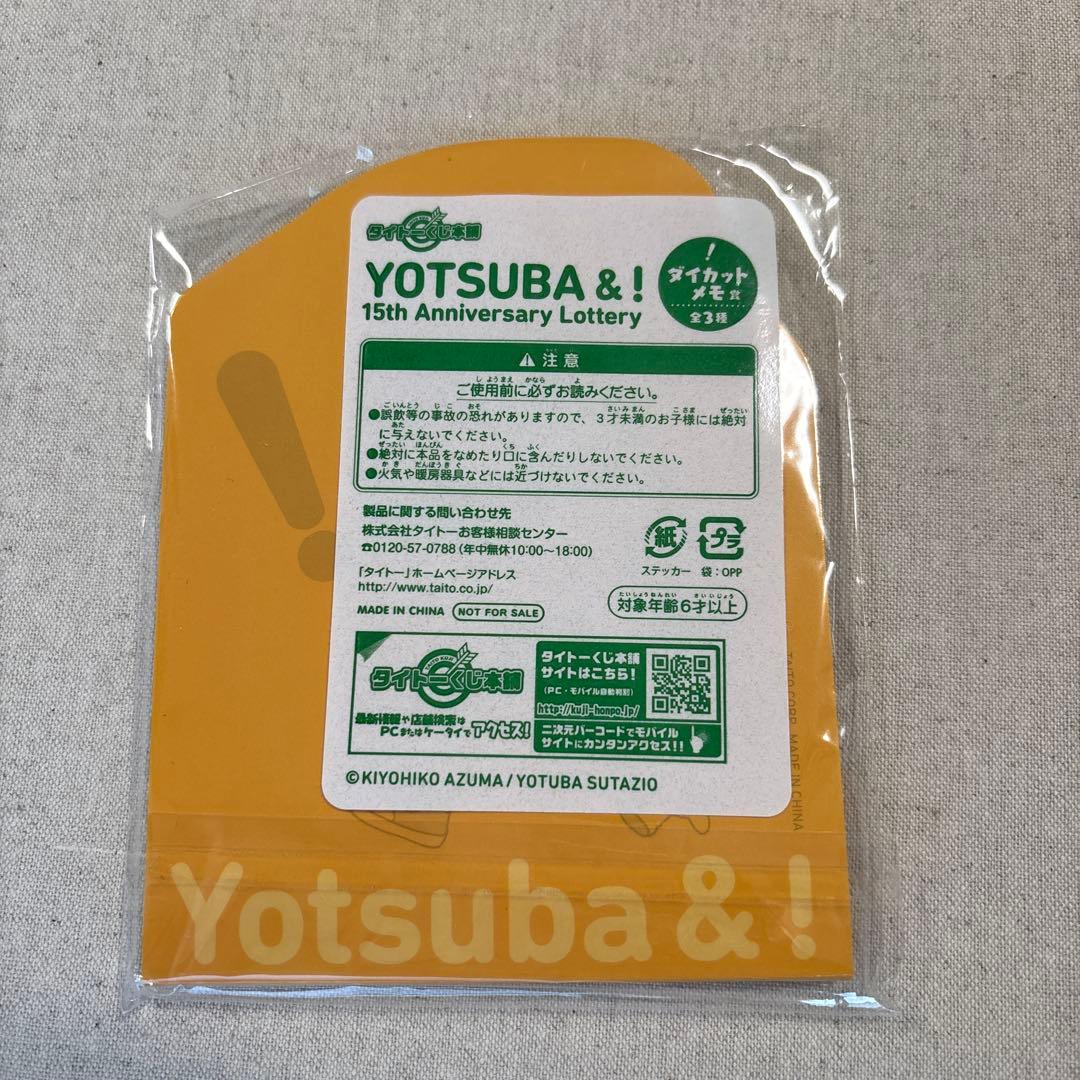 TAITO KUJI
タイトーくじ本舗
YOTSUBA & !
15th Anniversary Lottery
!
ダイカット
メモ賞
全3種
⚠注意
ご使用前に必ずお読みください。
●誤飲等の事故の恐れがありますので、3才未満のお子様には絶対
に与えないでください。
●絶対に本品をなめたり口に含んだりしないでください。
●火気や暖房器具などには近づけないでください。
製品に関する問い合わせ先
株式会社タイトーお客様相談センター
☎0120-57-0788(年中無休10:00〜18:00)
「タイトー」ホームページアドレス
http://www.taito.co.jp/
MADE IN CHINA NOT FOR SALE
紙 プラ
ステッカー 袋:OPP
対象年齢6才以上
TAITO KUJI
タイトーくじ本舗
最新情報や店舗検索は
PCまたはケータイでアクセス!
タイトーくじ本舗
サイトはこちら!
(PC・モバイル自動判別)
http://kuji-honpo.jp/
二次元バーコードでモバイル
サイトにカンタンアクセス!!
©KIYOHIKO AZUMA/YOTUBA SUTAZIO
!
TAITO CORP. MADE IN CHINA
Yotsuba&!